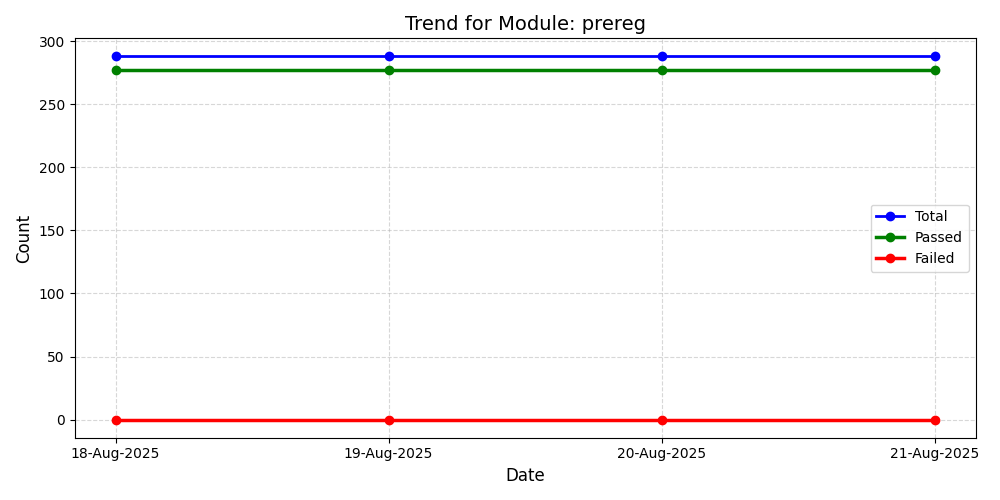 Trend for Module: prereg
300
250
200
150
100
50
0
Count
Total
Passed
Failed
18-Aug-2025
19-Aug-2025
20-Aug-2025
21-Aug-2025
Date